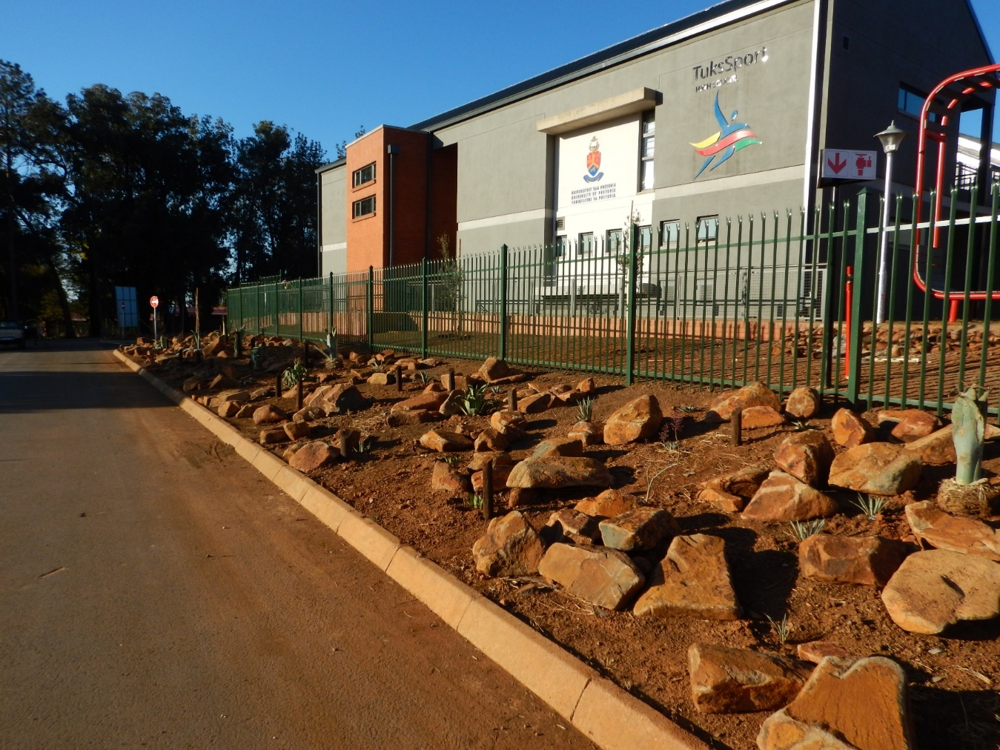 TuksSport
HIGH SCHOOL
UNIVERSITEIT VAN PRETORIA
UNIVERSITY OF PRETORIA
YUNIBESITHI YA PRETORIA